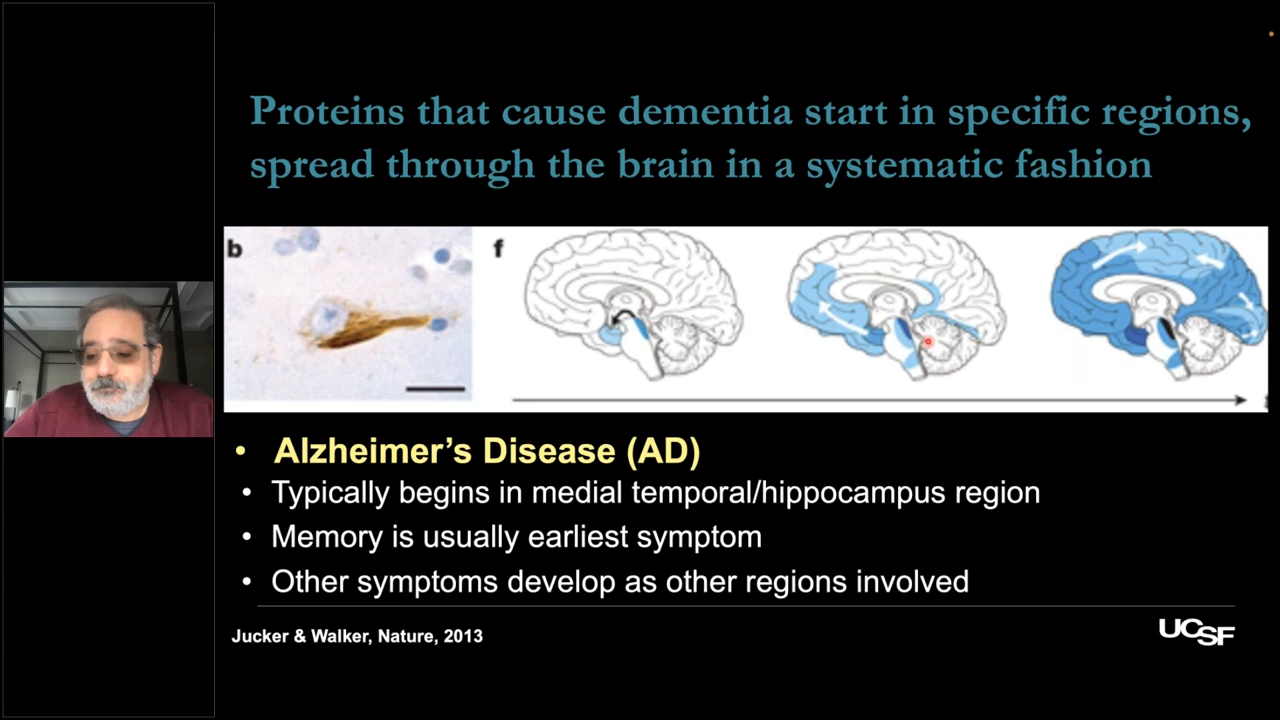 Proteins that cause dementia start in specific regions,
spread through the brain in a systematic fashion
b
f
• Alzheimer’s Disease (AD)
• Typically begins in medial temporal/hippocampus region
• Memory is usually earliest symptom
• Other symptoms develop as other regions involved
Jucker & Walker, Nature, 2013
UCSF